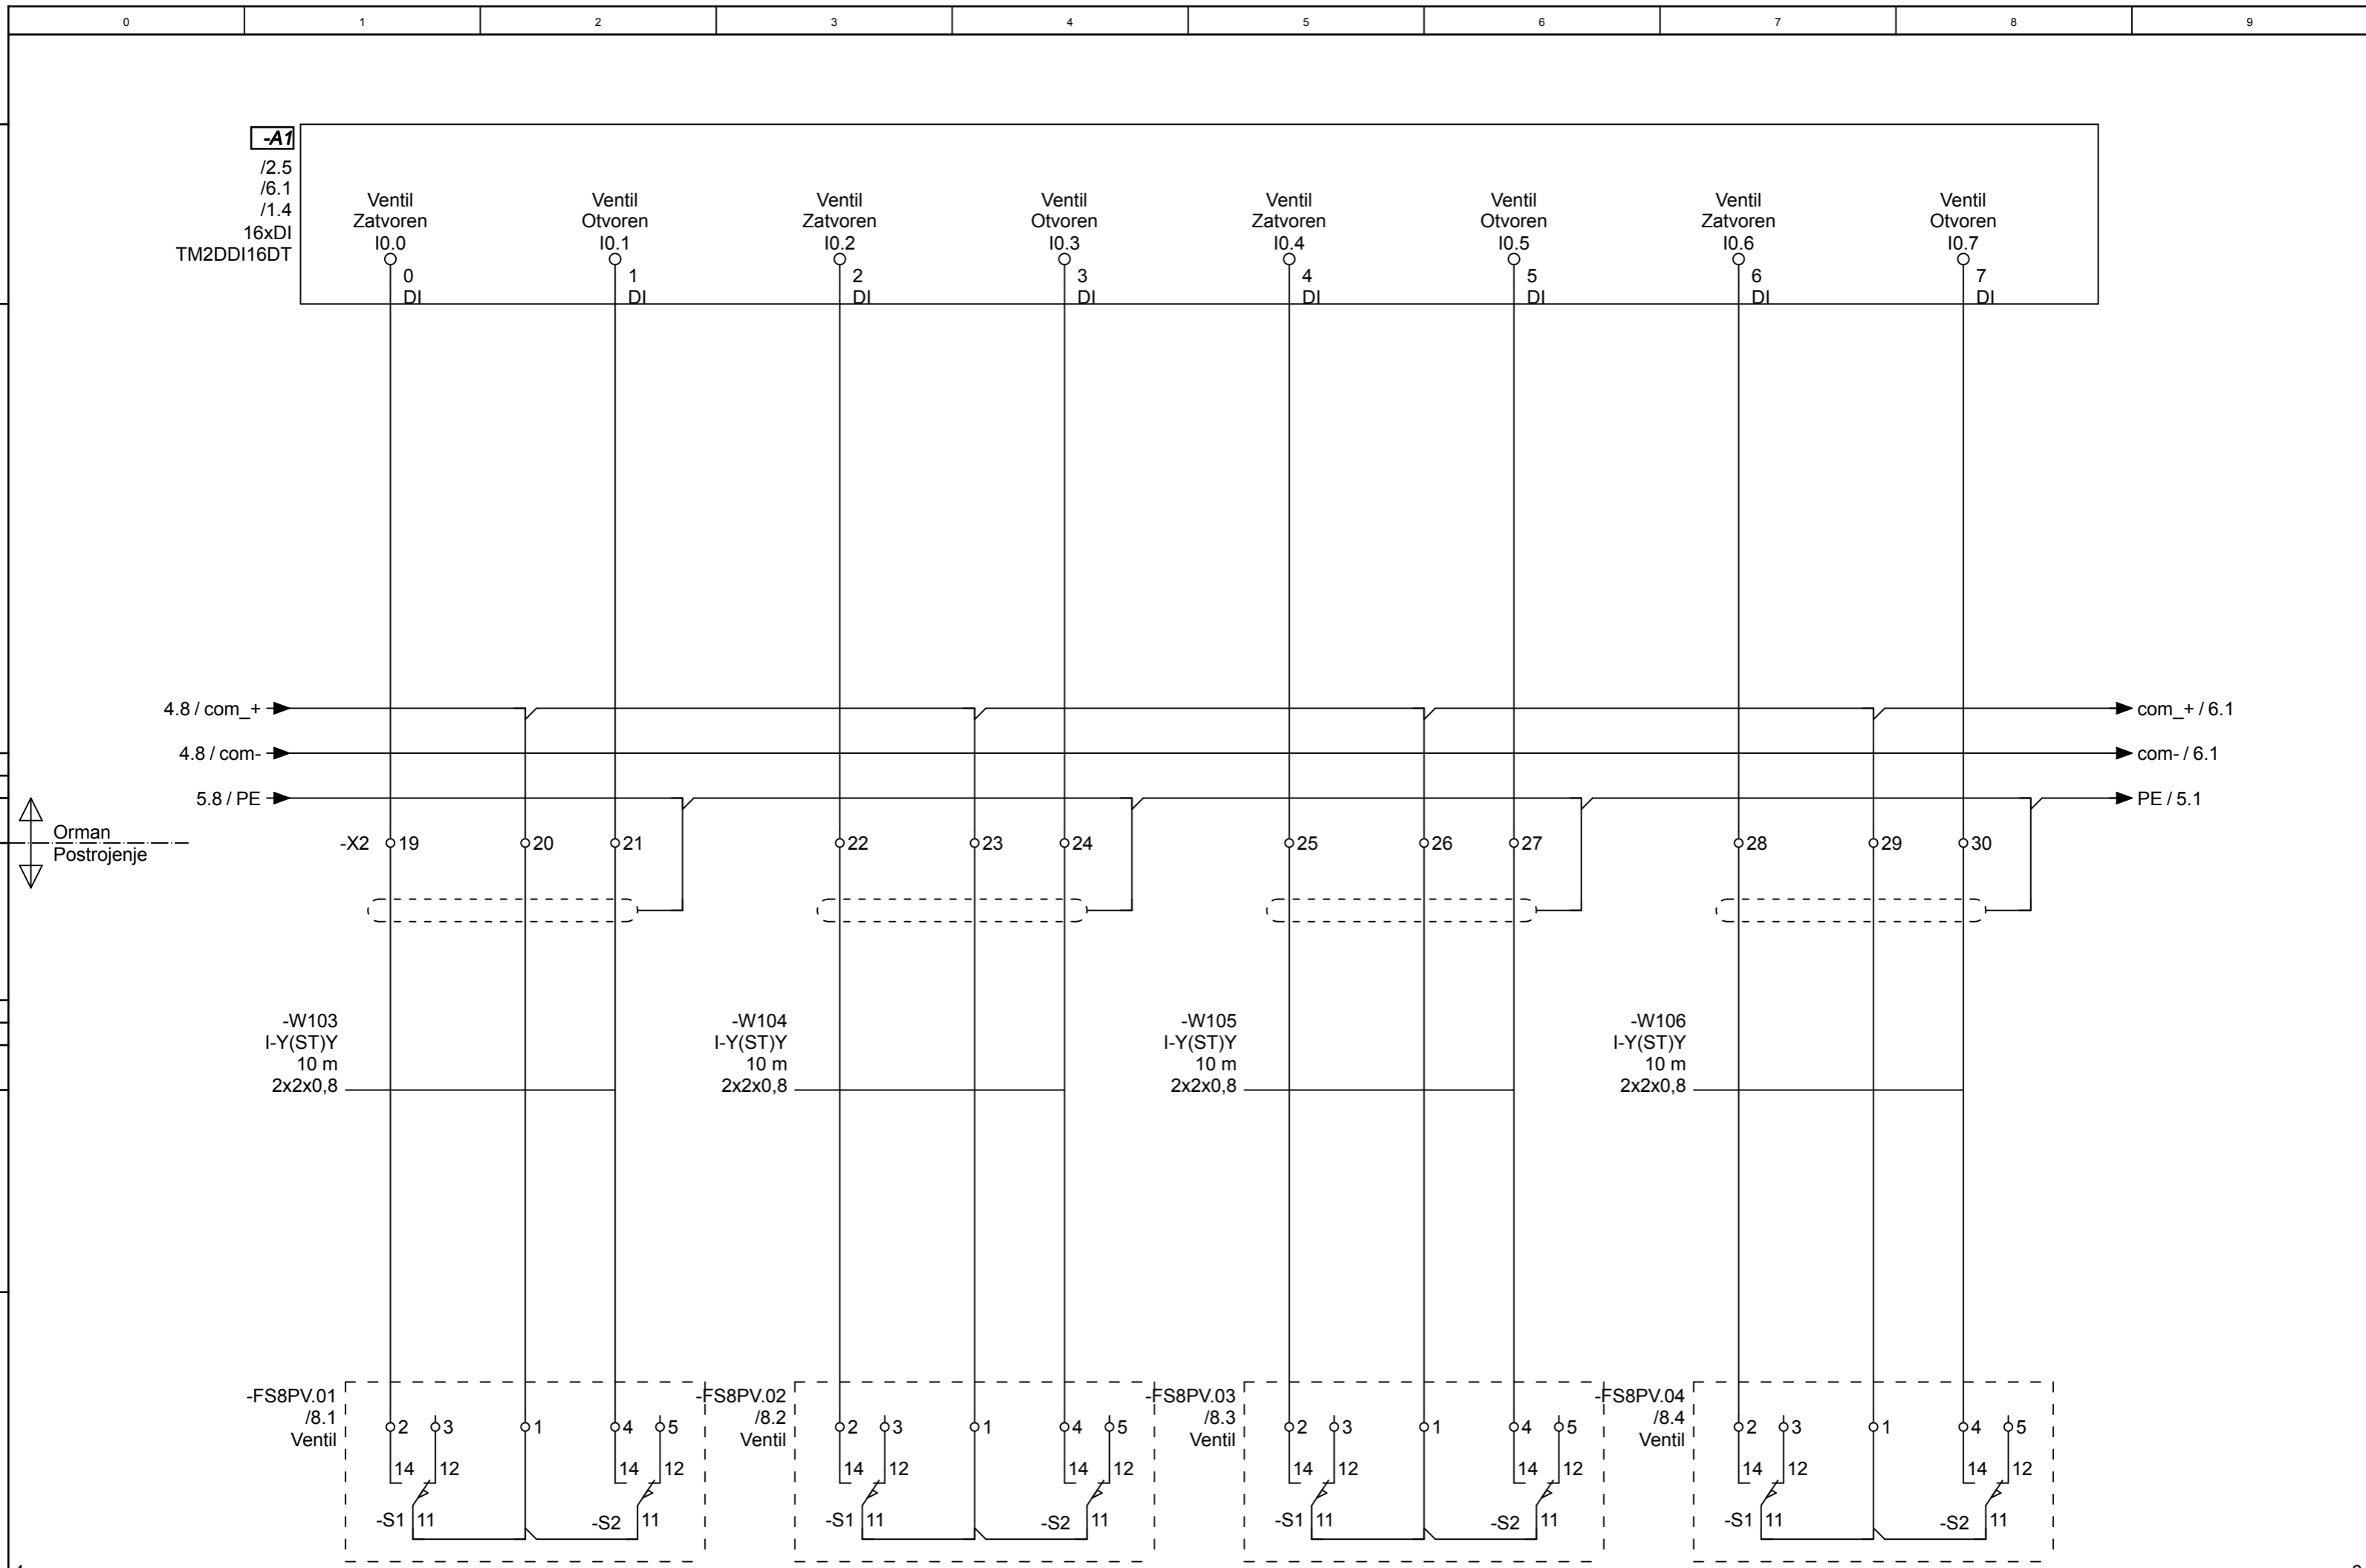 0 1 2 3 4 5 6 7 8 9
-A1
/2.5
/6.1
/1.4
16xDI
TM2DDI16DT
Ventil Ventil Ventil Ventil Ventil Ventil Ventil Ventil
Zatvoren Otvoren Zatvoren Otvoren Zatvoren Otvoren Zatvoren Otvoren
I0.0 I0.1 I0.2 I0.3 I0.4 I0.5 I0.6 I0.7
0 1 2 3 4 5 6 7
DI DI DI DI DI DI DI DI
4.8 / com_+ com_+ / 6.1
4.8 / com- com- / 6.1
5.8 / PE PE / 5.1
Orman
Postrojenje
-X2 19 20 21 22 23 24 25 26 27 28 29 30
-W103 -W104 -W105 -W106
I-Y(ST)Y I-Y(ST)Y I-Y(ST)Y I-Y(ST)Y
10 m 10 m 10 m 10 m
2x2x0,8 2x2x0,8 2x2x0,8 2x2x0,8
-FS8PV.01 -FS8PV.02 -FS8PV.03 -FS8PV.04
/8.1 /8.2 /8.3 /8.4
Ventil Ventil Ventil Ventil
2 3 1 4 5 2 3 1 4 5 2 3 1 4 5 2 3 1 4 5
14 12 14 12 14 12 14 12 14 12 14 12 14 12 14 12
-S1 11 -S2 11 -S1 11 -S2 11 -S1 11 -S2 11 -S1 11 -S2 11